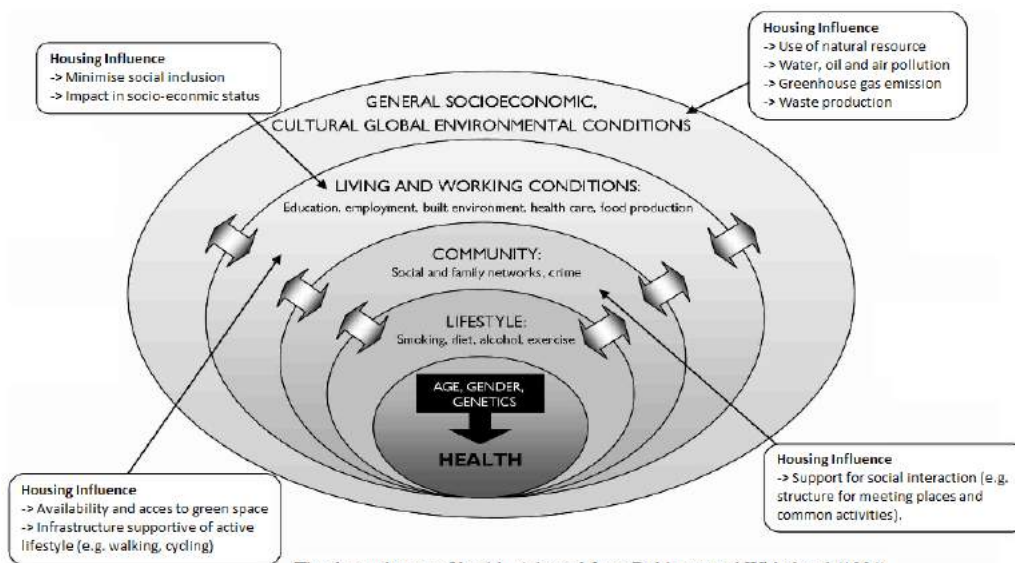 Housing Influence
-> Minimise social inclusion
-> Impact in socio-econmic status
Housing Influence
-> Use of natural resource
-> Water, oil and air pollution
-> Greenhouse gas emission
-> Waste production
GENERAL SOCIOECONOMIC,
CULTURAL GLOBAL ENVIRONMENTAL CONDITIONS
LIVING AND WORKING CONDITIONS:
Education, employment, built environment, health care, food production
COMMUNITY:
Social and family networks, crime
LIFESTYLE:
Smoking, diet, alcohol, exercise
AGE, GENDER,
GENETICS
HEALTH
Housing Influence
-> Availability and acces to green space
-> Infrastructure supportive of active
lifestyle (e.g. walking, cycling)
Housing Influence
-> Support for social interaction (e.g.
structure for meeting places and
common activities).